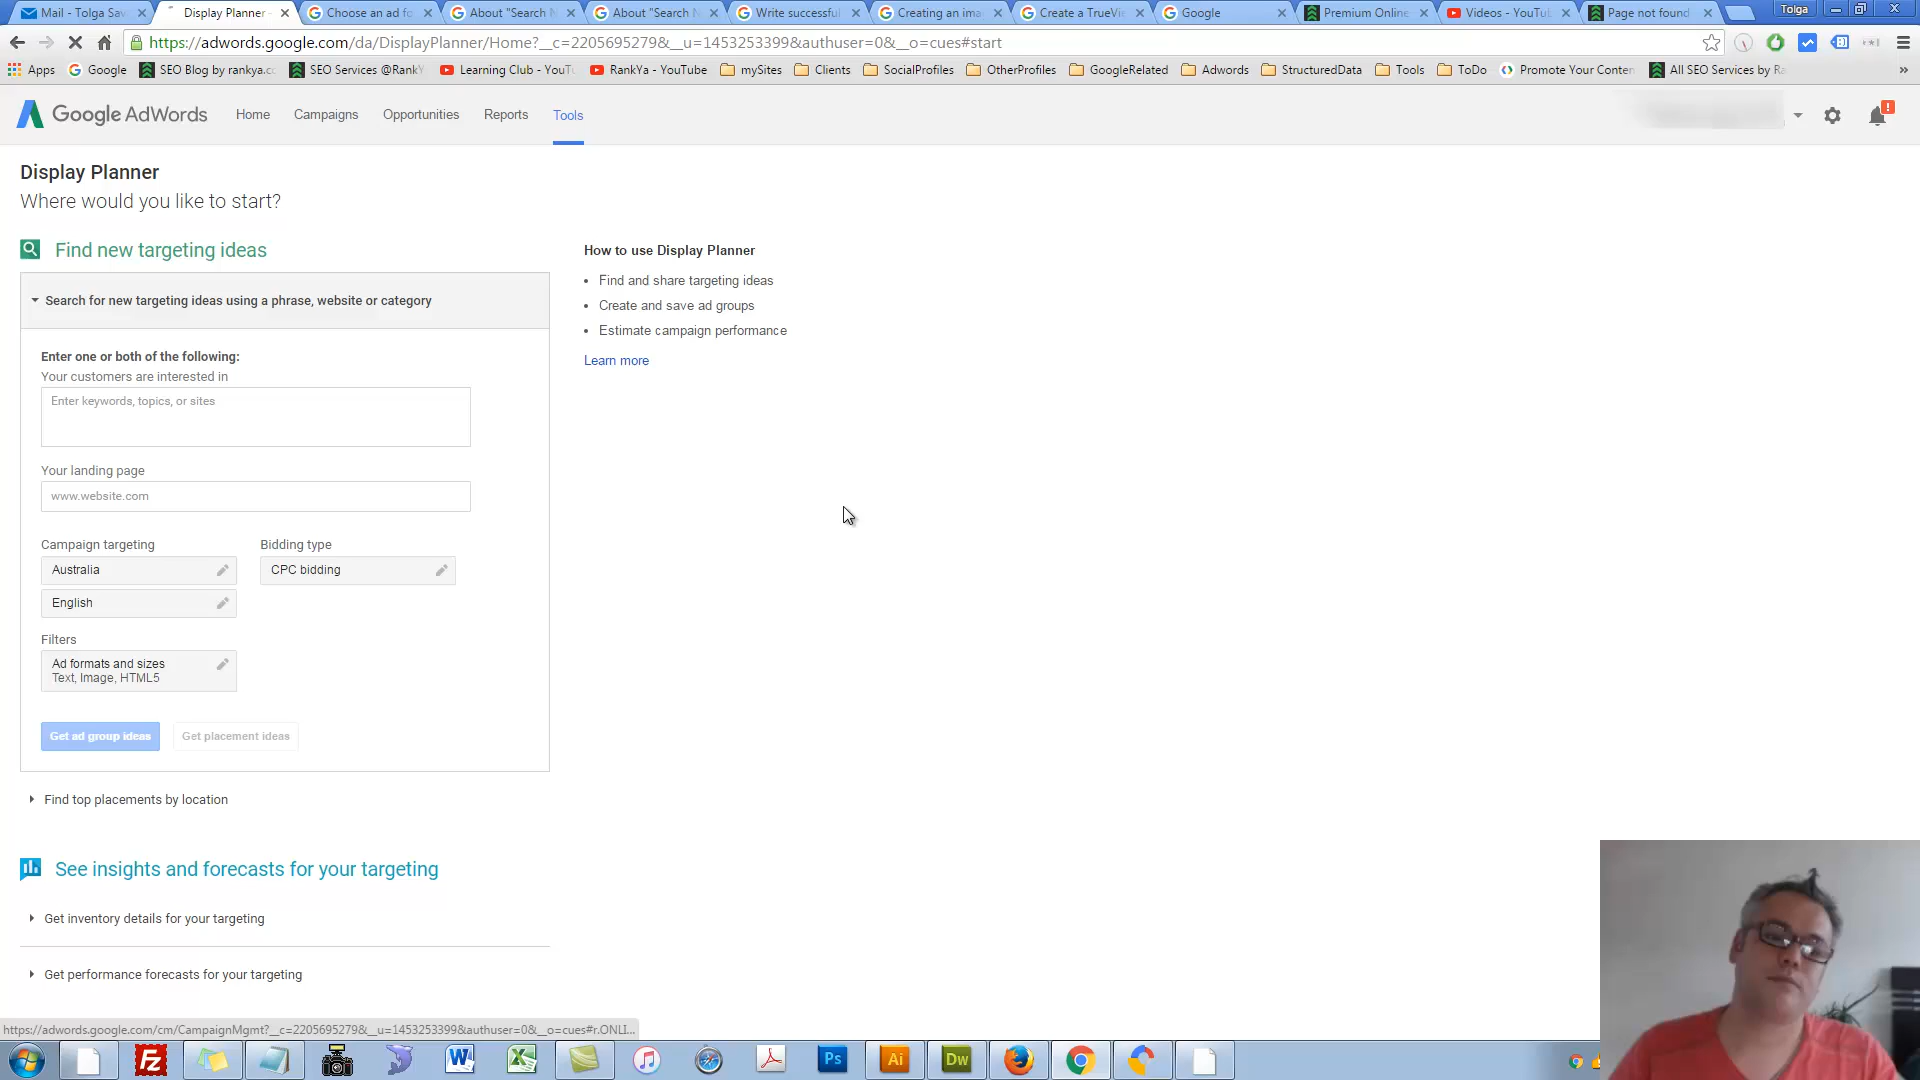 Mail - Tolga Sav
Display Planner -
Choose an ad fo
About "Search N
About "Search N
Write successful
Creating an ima
Create a TrueVi
Google
Premium Online
Videos - YouTu
Page not found
Tolga
https://adwords.google.com/da/DisplayPlanner/Home?__c=2205695279&__u=1453253399&authuser=0&__o=cues#start
Apps
Google
SEO Blog by rankya.c
SEO Services @RankY
Learning Club - YouT
RankYa - YouTube
mySites
Clients
SocialProfiles
OtherProfiles
GoogleRelated
Adwords
StructuredData
Tools
ToDo
Promote Your Conten
All SEO Services by Ra
»
Google AdWords
Home
Campaigns
Opportunities
Reports
Tools
!
Display Planner
Where would you like to start?
Find new targeting ideas
Search for new targeting ideas using a phrase, website or category
Enter one or both of the following:
Your customers are interested in
Enter keywords, topics, or sites
Your landing page
www.website.com
Campaign targeting
Bidding type
Australia
CPC bidding
English
Filters
Ad formats and sizes
Text, Image, HTML5
Get ad group ideas
Get placement ideas
Find top placements by location
See insights and forecasts for your targeting
Get inventory details for your targeting
Get performance forecasts for your targeting
How to use Display Planner
• Find and share targeting ideas
• Create and save ad groups
• Estimate campaign performance
Learn more
https://adwords.google.com/cm/CampaignMgmt?__c=2205695279&__u=1453253399&authuser=0&__o=cues#r.ONLI...
Fz
W
X
Ps
Ai
Dw